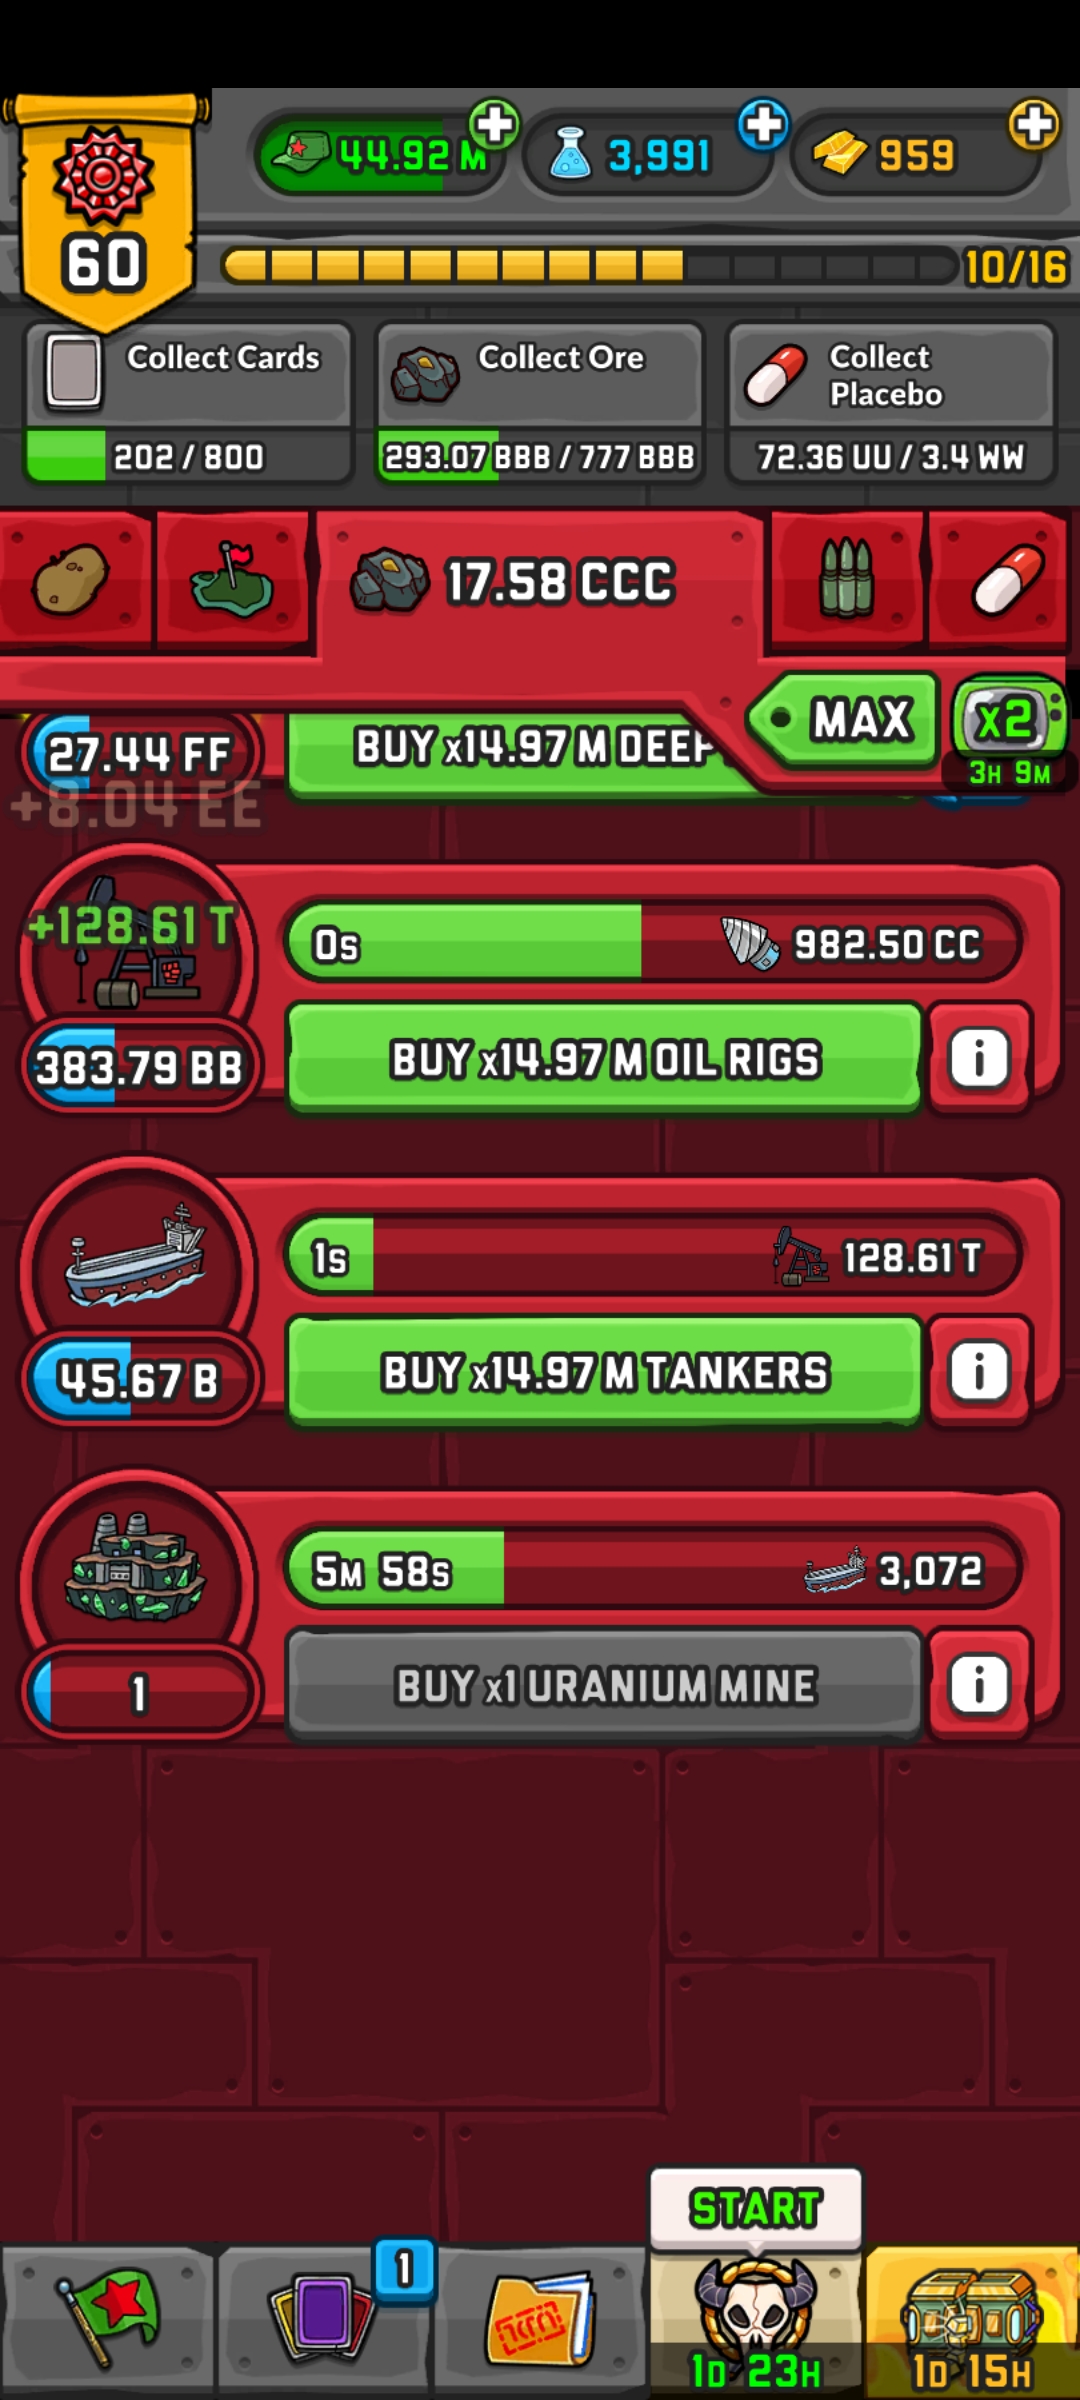 44.92 M
3,991
959
60
10/16
Collect Cards
202 / 800
Collect Ore
293.07 BBB / 777 BBB
Collect
Placebo
72.36 UU / 3.4 WW
17.58 CCC
MAX
x2
3H 9M
27.44 FF
BUY x14.97 M DEEP
+8.04 EE
+128.61 T
0s
982.50 CC
383.79 BB
BUY x14.97 M OIL RIGS
i
1s
128.61 T
45.67 B
BUY x14.97 M TANKERS
i
5M 58s
3,072
1
BUY x1 URANIUM MINE
i
START
1
1D 23H
1D 15H